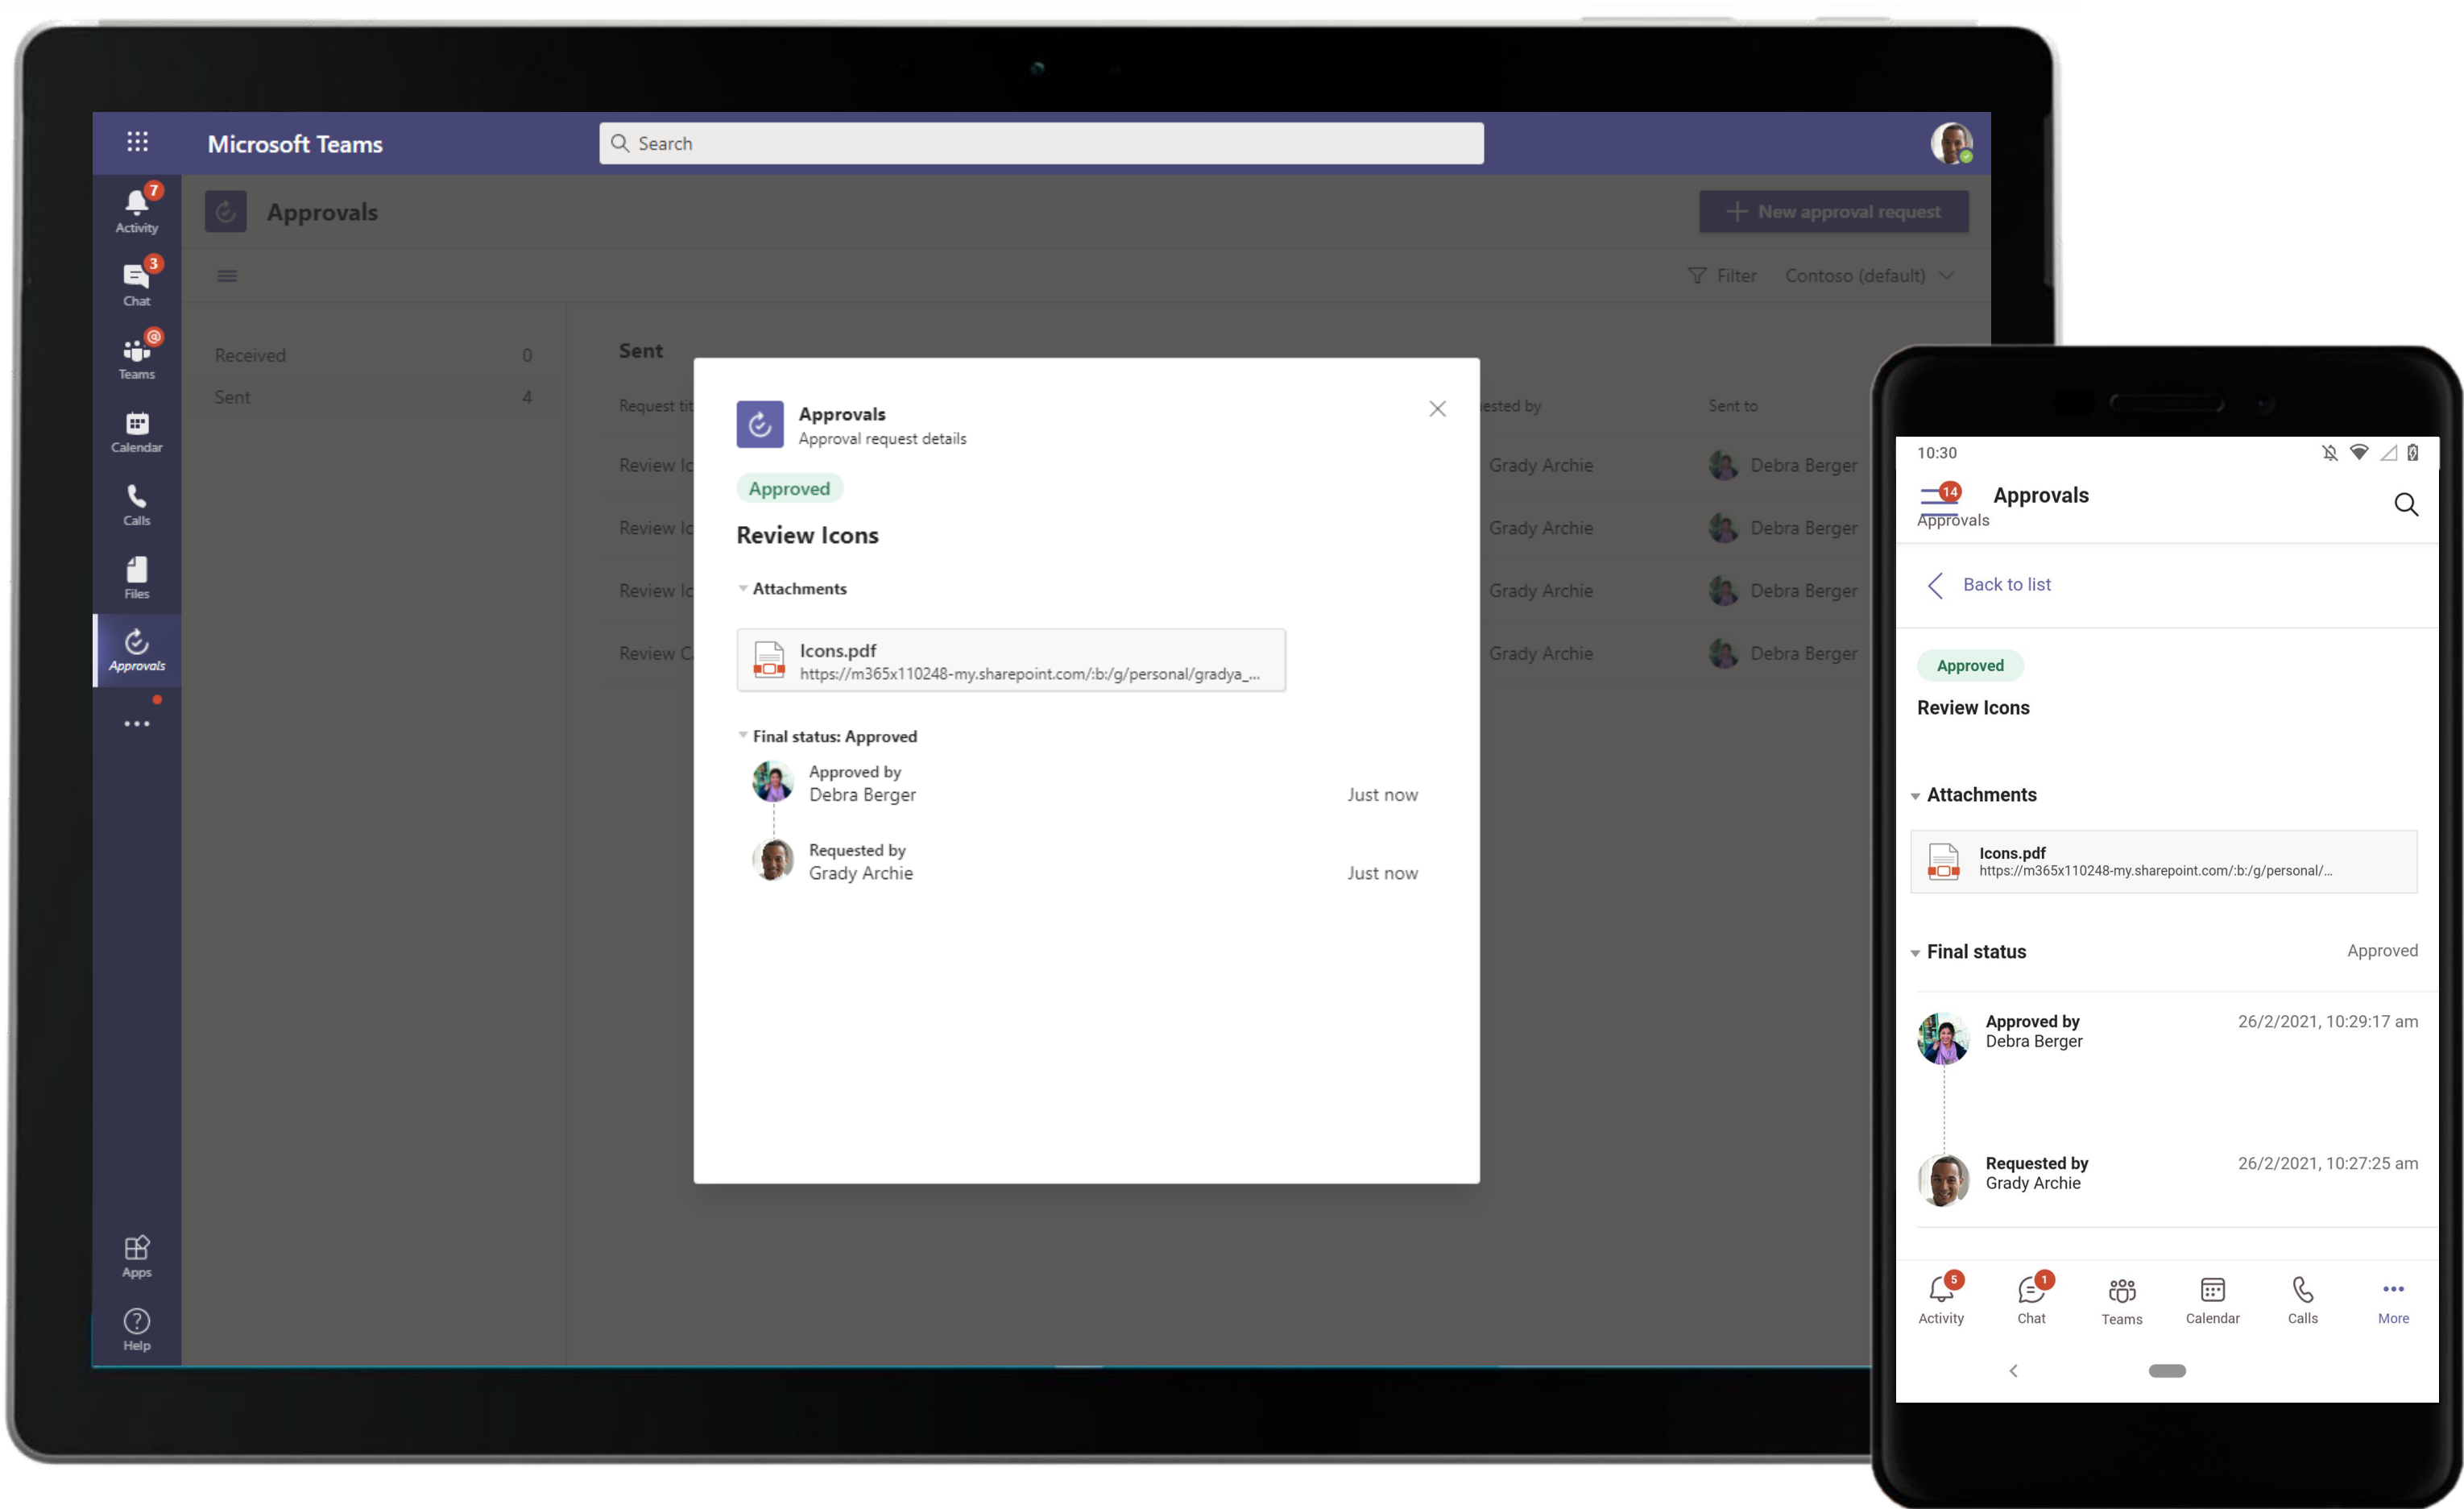 Microsoft Teams
Search
7
Activity
3
Chat
@
Teams
Calendar
Calls
Files
Approvals
Apps
Help
Approvals
New approval request
Filter Contoso (default)
Received 0
Sent 4
Sent
Request tit
ested by Sent to
Review Ic Grady Archie Debra Berger
Review Ic Grady Archie Debra Berger
Review Ic Grady Archie Debra Berger
Review C Grady Archie Debra Berger
Approvals
Approval request details
Approved
Review Icons
Attachments
Icons.pdf
https://m365x110248-my.sharepoint.com/:b:/g/personal/gradya_...
Final status: Approved
Approved by
Debra Berger Just now
Requested by
Grady Archie Just now
10:30
14
Approvals
Approvals
Back to list
Approved
Review Icons
Attachments
Icons.pdf
https://m365x110248-my.sharepoint.com/:b:/g/personal/...
Final status Approved
Approved by 26/2/2021, 10:29:17 am
Debra Berger
Requested by 26/2/2021, 10:27:25 am
Grady Archie
5 1
Activity Chat Teams Calendar Calls More